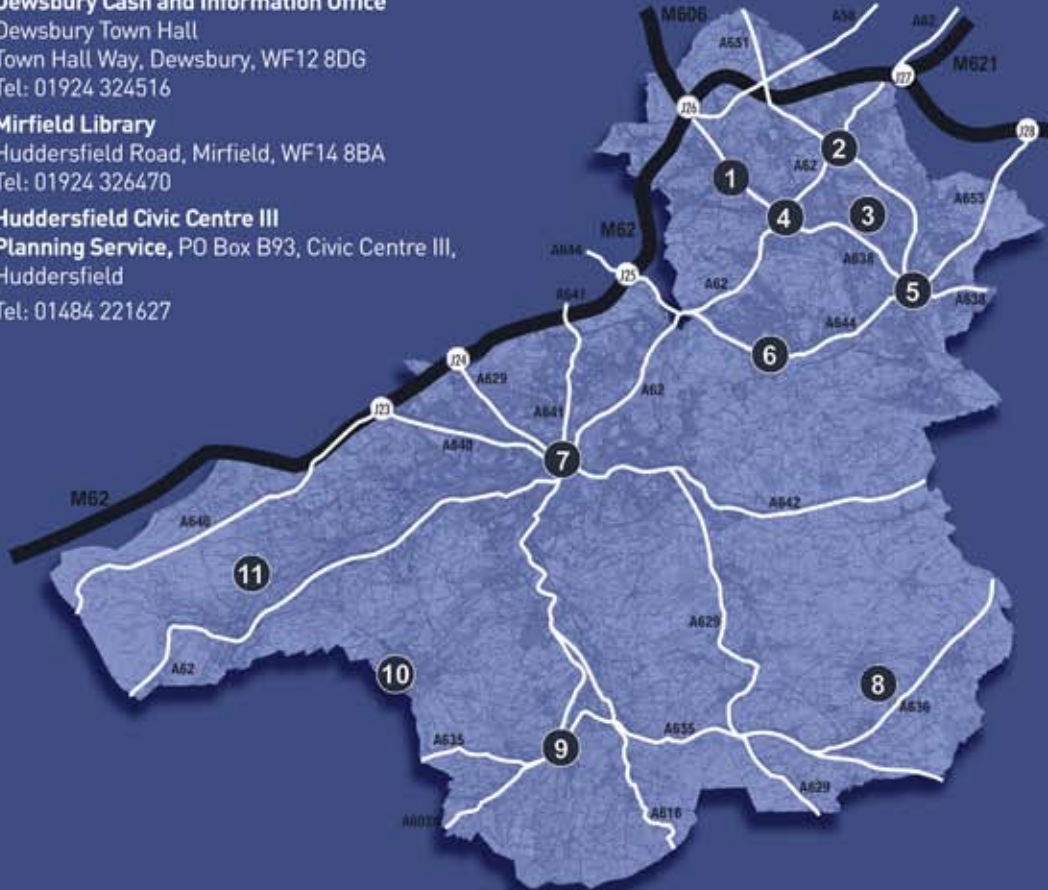 Dewsbury Cash and Information Office
Dewsbury Town Hall
Town Hall Way, Dewsbury, WF12 8DG
Tel: 01924 324516
Mirfield Library
Huddersfield Road, Mirfield, WF14 8BA
Tel: 01924 326470
Huddersfield Civic Centre III
Planning Service, PO Box B93, Civic Centre III,
Huddersfield
Tel: 01484 221627
M606
A651
A62
M621
J27
J26
J28
2
A62
1
4
3
A653
M62
A638
A644
J25
A62
5
A638
A641
A644
6
J24
A629
A62
J23
A641
A640
7
M62
A642
A640
11
A629
A62
10
8
A636
A635
9
A635
A629
A616